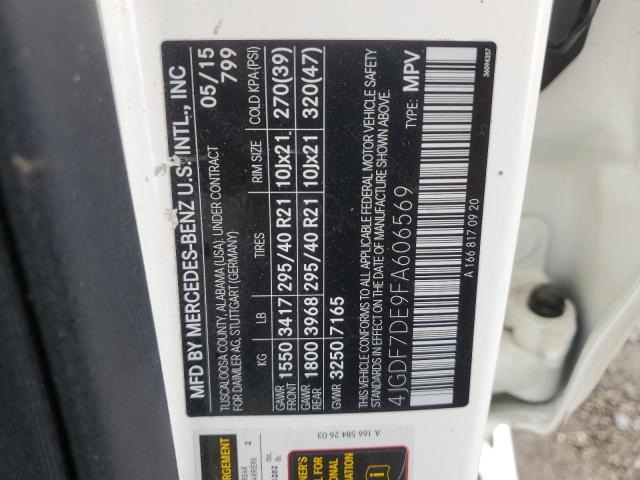 MFD BY MERCEDES-BENZ U.S. INTL., INC
TUSCALOOSA COUNTY, ALABAMA (USA), UNDER CONTRACT
FOR DAIMLER AG, STUTTGART (GERMANY)
05/15
799
KG LB TIRES RIM SIZE COLD KPA(PSI)
GAWR FRONT 1550 3417 295/40 R21 10Jx21 270(39)
GAWR REAR 1800 3968 295/40 R21 10Jx21 320(47)
GVWR 3250 7165
THIS VEHICLE CONFORMS TO ALL APPLICABLE FEDERAL MOTOR VEHICLE SAFETY
STANDARDS IN EFFECT ON THE DATE OF MANUFACTURE SHOWN ABOVE.
4JGDF7DE9FA606569 TYPE: MPV
A 166 817 09 20
36094357
A 166 584 26 03